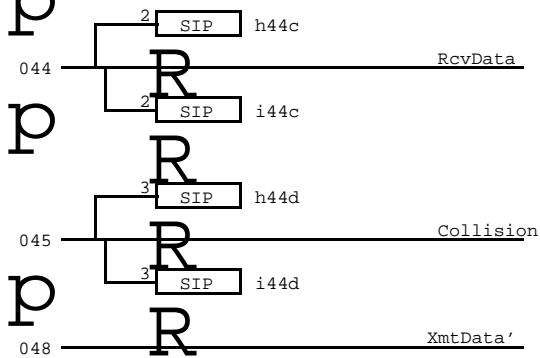 p
2 SIP h44c
044 RcvData
R
2 SIP i44c
p
R
3 SIP h44d
045 Collision
R
3 SIP i44d
p
R
048 XmtData’